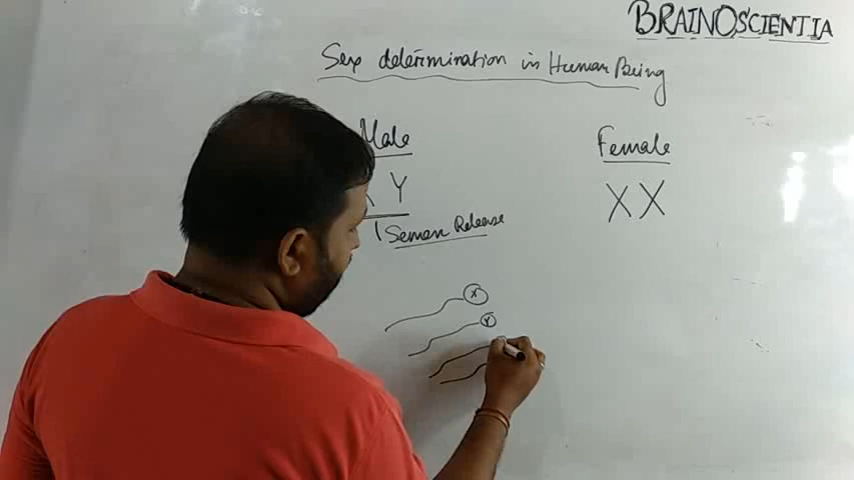 BRAINOSCIENTIA
Sex determination in Human Being
Male Female
X Y XX
Semen Release
X
Y